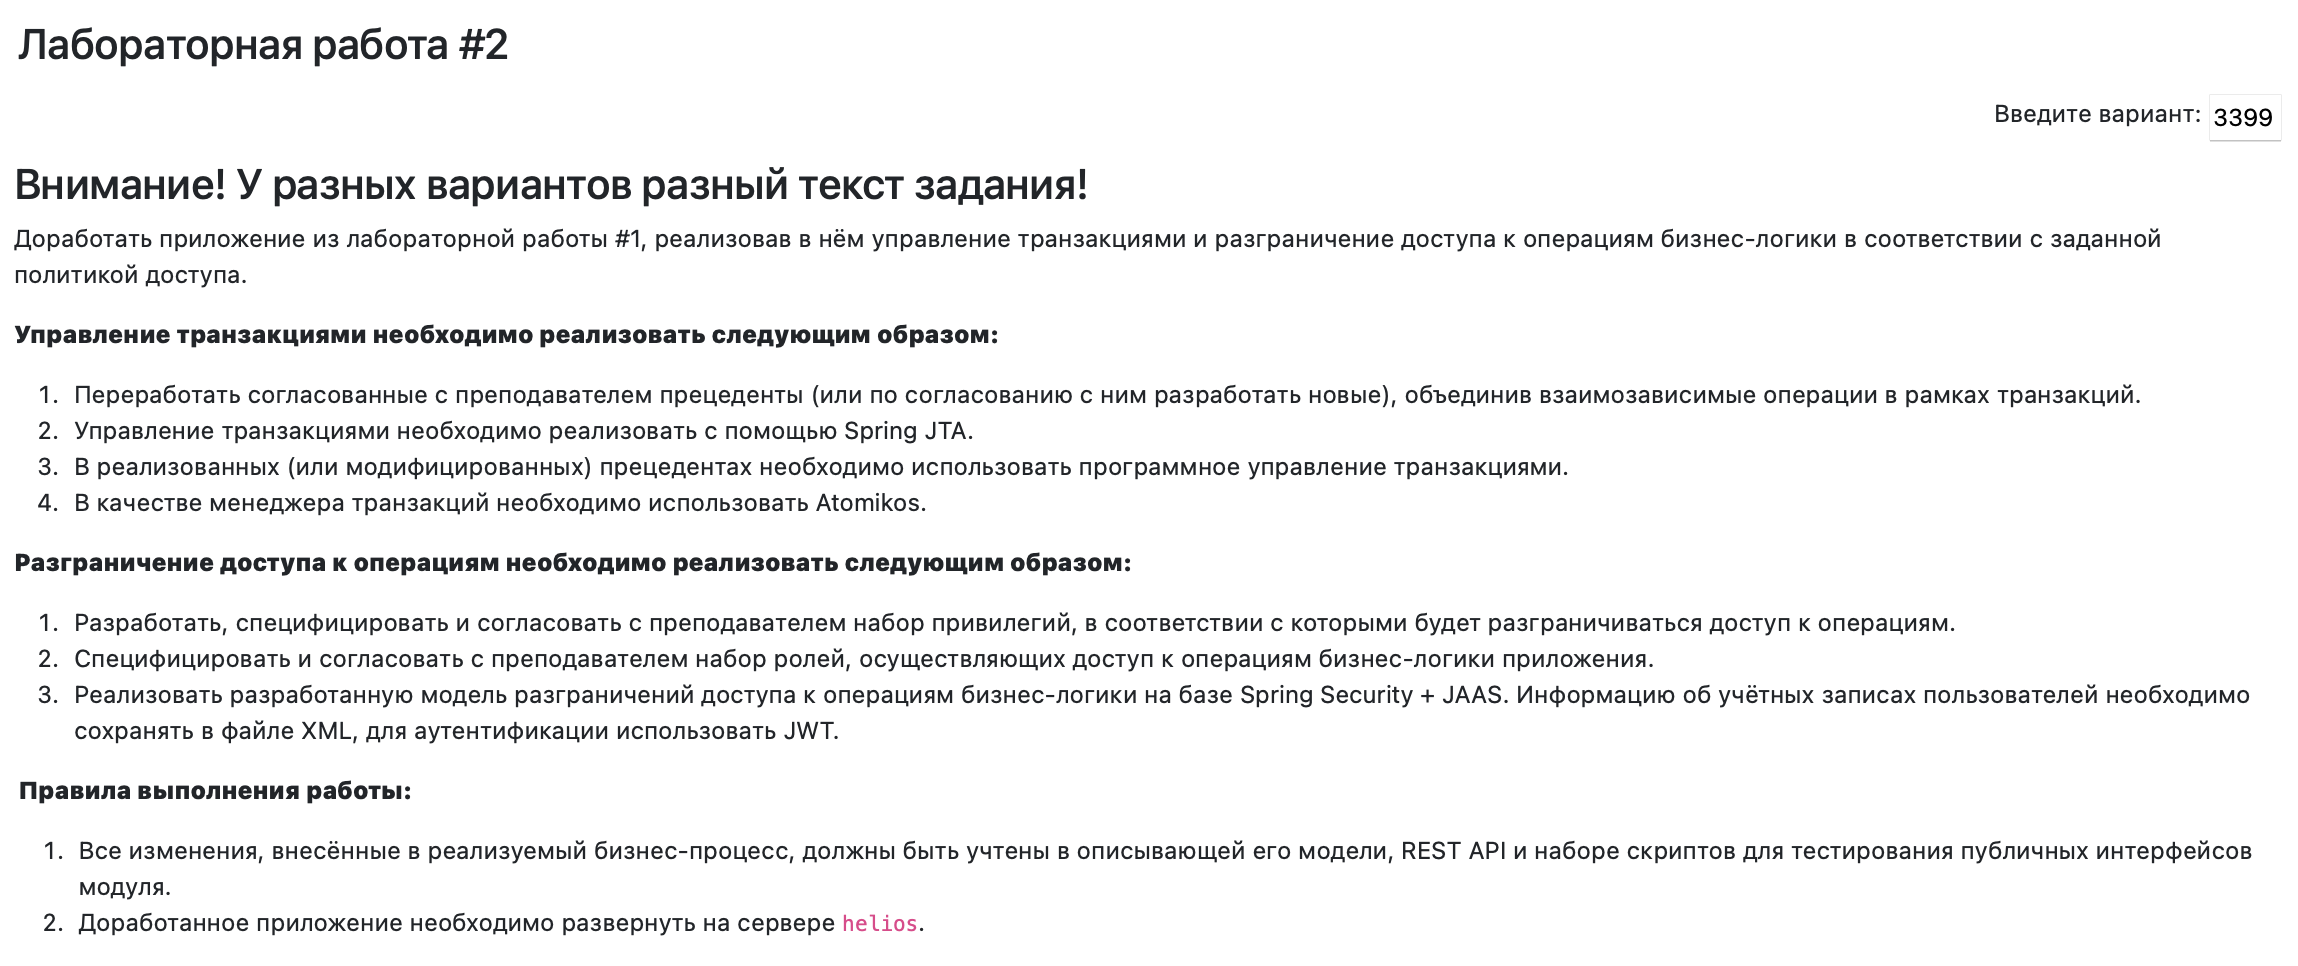 Лабораторная работа #2
Введите вариант: 3399
Внимание! У разных вариантов разный текст задания!
Доработать приложение из лабораторной работы #1, реализовав в нём управление транзакциями и разграничение доступа к операциям бизнес-логики в соответствии с заданной
политикой доступа.
Управление транзакциями необходимо реализовать следующим образом:
1. Переработать согласованные с преподавателем прецеденты (или по согласованию с ним разработать новые), объединив взаимозависимые операции в рамках транзакций.
2. Управление транзакциями необходимо реализовать с помощью Spring JTA.
3. В реализованных (или модифицированных) прецедентах необходимо использовать программное управление транзакциями.
4. В качестве менеджера транзакций необходимо использовать Atomikos.
Разграничение доступа к операциям необходимо реализовать следующим образом:
1. Разработать, специфицировать и согласовать с преподавателем набор привилегий, в соответствии с которыми будет разграничиваться доступ к операциям.
2. Специфицировать и согласовать с преподавателем набор ролей, осуществляющих доступ к операциям бизнес-логики приложения.
3. Реализовать разработанную модель разграничений доступа к операциям бизнес-логики на базе Spring Security + JAAS. Информацию об учётных записах пользователей необходимо
сохранять в файле XML, для аутентификации использовать JWT.
Правила выполнения работы:
1. Все изменения, внесённые в реализуемый бизнес-процесс, должны быть учтены в описывающей его модели, REST API и наборе скриптов для тестирования публичных интерфейсов
модуля.
2. Доработанное приложение необходимо развернуть на сервере helios.